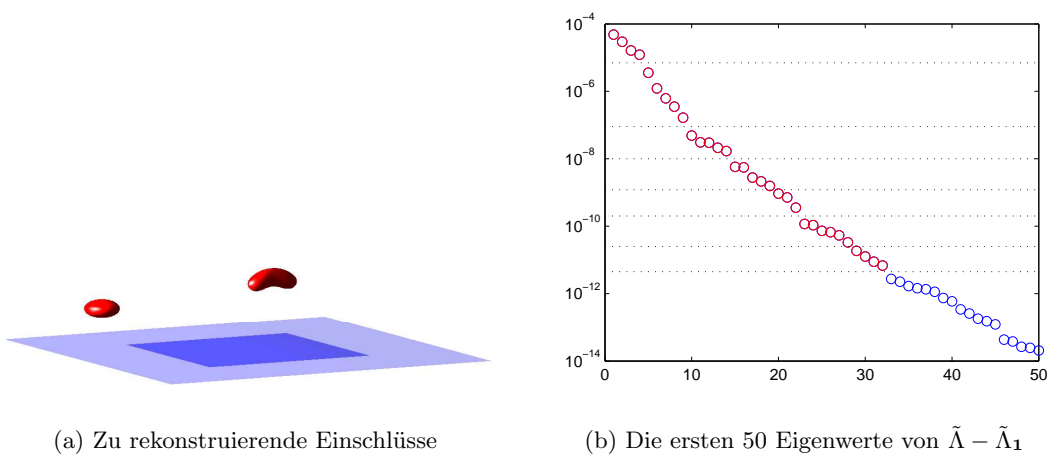 10⁻⁴
10⁻⁶
10⁻⁸
10⁻¹⁰
10⁻¹²
10⁻¹⁴
0 10 20 30 40 50
(a) Zu rekonstruierende Einschlüsse
(b) Die ersten 50 Eigenwerte von Λ̃ − Λ̃₁